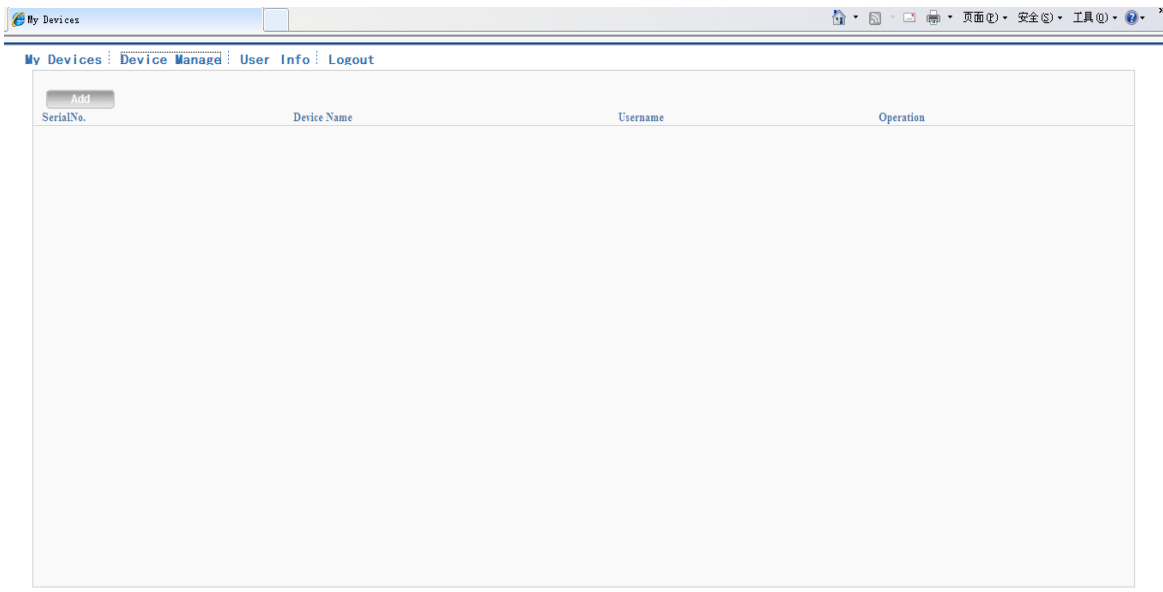 My Devices 页面(P) 安全(S) 工具(O)
My Devices Device Manage User Info Logout
Add
SerialNo. Device Name Username Operation